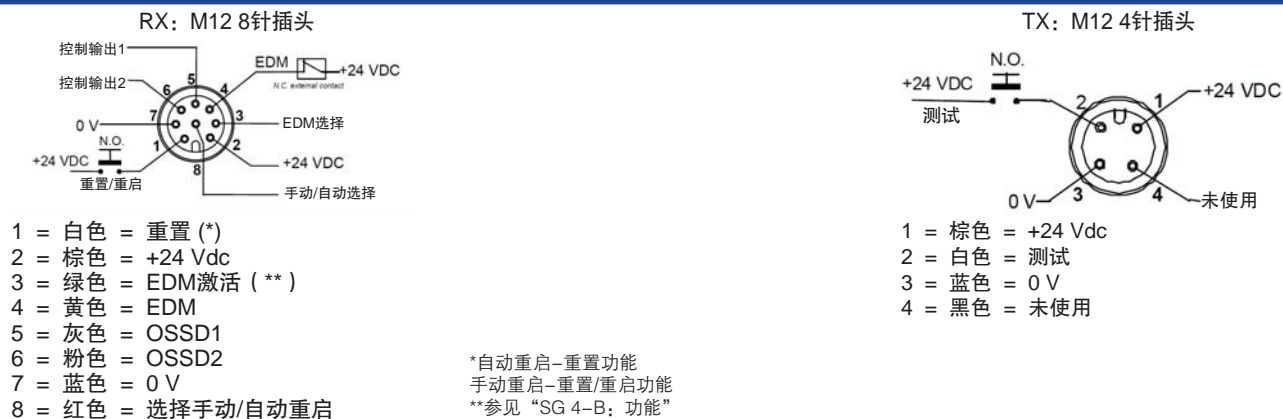 RX：M12 8针插头
控制输出1
控制输出2
EDM
+24 VDC
N.C. external contact
5
6
4
7
3
1
2
8
0 V
EDM选择
N.O.
+24 VDC
+24 VDC
重置/重启
手动/自动选择
1 = 白色 = 重置 (*)
2 = 棕色 = +24 Vdc
3 = 绿色 = EDM激活（**）
4 = 黄色 = EDM
5 = 灰色 = OSSD1
6 = 粉色 = OSSD2
7 = 蓝色 = 0 V
8 = 红色 = 选择手动/自动重启
*自动重启–重置功能
手动重启–重置/重启功能
**参见“SG 4–B：功能”
TX：M12 4针插头
N.O.
+24 VDC
测试
2
1
+24 VDC
0 V
3
4
未使用
1 = 棕色 = +24 Vdc
2 = 白色 = 测试
3 = 蓝色 = 0 V
4 = 黑色 = 未使用